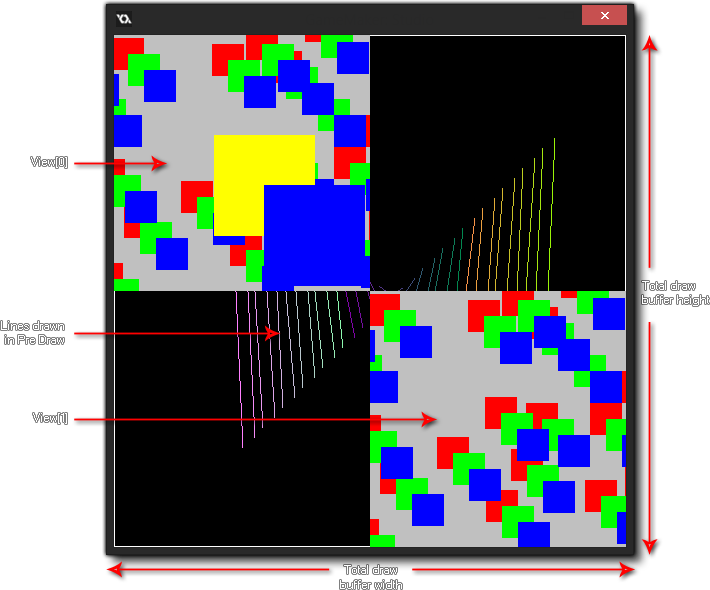 View[0]
Total draw
buffer height
Lines drawn
in Pre Draw
View[1]
Total draw
buffer width